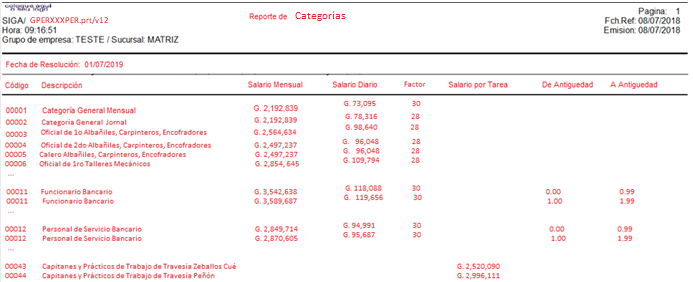 Coloque aquí
o seu logo
SIGA/ GPERXXXPER.prt/v12
Hora: 09:16:51
Grupo de empresa: TESTE / Sucursal: MATRIZ
Reporte de Categorías
Pagina: 1
Fch.Ref: 08/07/2018
Emision: 08/07/2018
Fecha de Resolución: 01/07/2019
Código Descripción Salario Mensual Salario Diario Factor Salario por Tarea De Antiguedad A Antiguedad
00001 Categoría General Mensual G. 2,192,839 G. 73,095 30
00002 Categoría General Jornal G. 2,192,839 G. 78,316 28
00003 Oficial de 1o Albañiles, Carpinteros, Encofradores G. 2,564,634 G. 98,640 28
00004 Oficial de 2do Albañiles, Carpinteros, Encofradores G. 2,497,237 G. 96,048 28
00005 Calero Albañiles, Carpinteros, Encofradores G. 2,497,237 G. 96,048 28
00006 Oficial de 1ro Talleres Mecánicos G. 2,854,645 G. 109,794 28
...
00011 Funcionario Bancario G. 3,542,638 G. 118,088 30 0.00 0.99
00011 Funcionario Bancario G. 3,589,687 G. 119,656 30 1.00 1.99
...
00012 Personal de Servicio Bancario G. 2,849,714 G. 94,991 30 0.00 0.99
00012 Personal de Servicio Bancario G. 2,870,605 G. 95,687 30 1.00 1.99
...
00043 Capitanes y Prácticos de Trabajo de Travesía Zeballos Cué G. 2,520,090
00044 Capitanes y Prácticos de Trabajo de Travesía Peñón G. 2,996,111